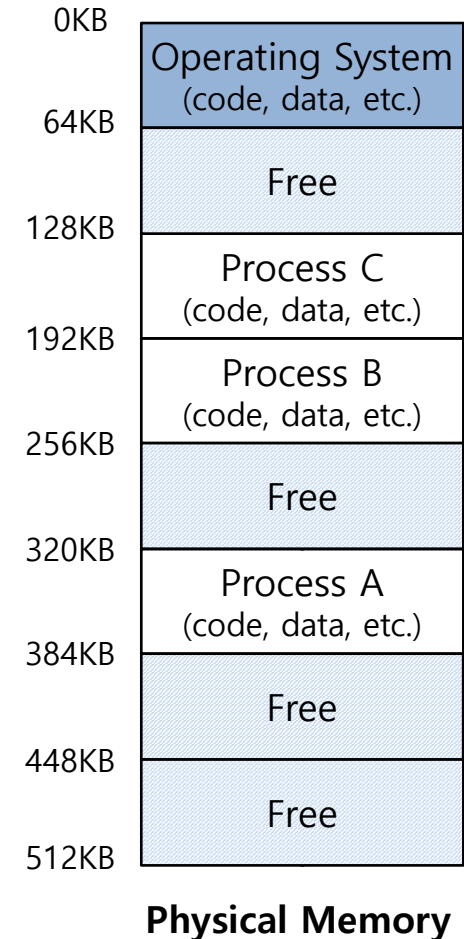 0KB
Operating System
(code, data, etc.)
64KB
Free
128KB
Process C
(code, data, etc.)
192KB
Process B
(code, data, etc.)
256KB
Free
320KB
Process A
(code, data, etc.)
384KB
Free
448KB
Free
512KB
Physical Memory